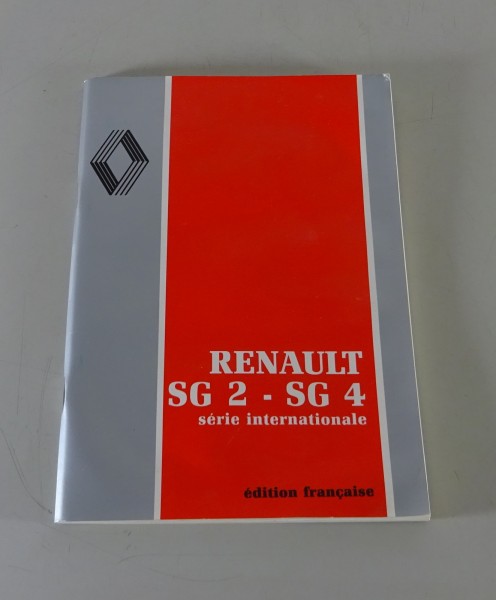 RENAULT
SG 2 - SG 4
série internationale
édition française